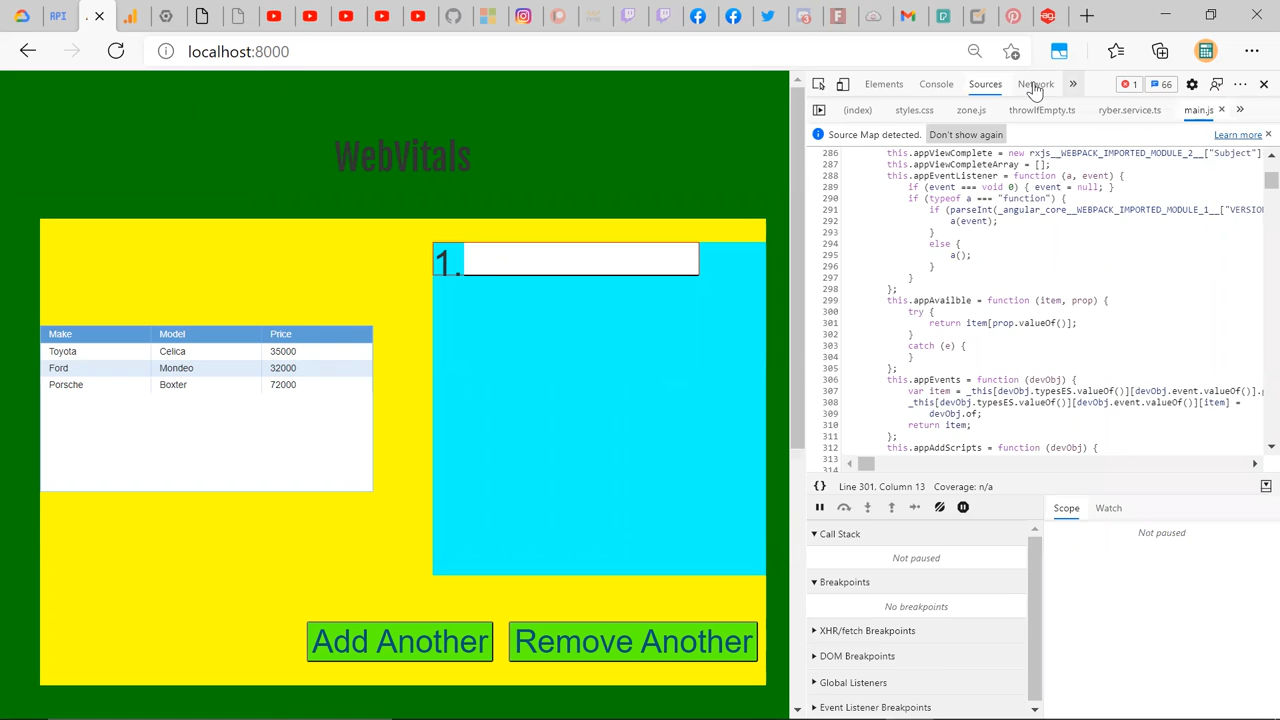 API
localhost:8000
WebVitals
Make Model Price
Toyota Celica 35000
Ford Mondeo 32000
Porsche Boxter 72000
1.
Add Another Remove Another
Elements Console Sources Network » 1 66
(index) styles.css zone.js throwIfEmpty.ts ryber.service.ts main.js »
Source Map detected. Don't show again Learn more
286 this.appViewComplete = new rxjs__WEBPACK_IMPORTED_MODULE_2__["Subject"]
287 this.appViewCompleteArray = [];
288 this.appEventListener = function (a, event) {
289 if (event === void 0) { event = null; }
290 if (typeof a === "function") {
291 if (parseInt(_angular_core__WEBPACK_IMPORTED_MODULE_1__["VERSION
292 a(event);
293 }
294 else {
295 a();
296 }
297 }
298 };
299 this.appAvailble = function (item, prop) {
300 try {
301 return item[prop.valueOf()];
302 }
303 catch (e) {
304 }
305 };
306 this.appEvents = function (devObj) {
307 var item = _this[devObj.typesES.valueOf()][devObj.event.valueOf()].
308 _this[devObj.typesES.valueOf()][devObj.event.valueOf()][item] =
309 devObj.of;
310 return item;
311 };
312 this.appAddScripts = function (devObj) {
313
314
{} Line 301, Column 13 Coverage: n/a
Scope Watch
Call Stack
Not paused
Not paused
Breakpoints
No breakpoints
XHR/fetch Breakpoints
DOM Breakpoints
Global Listeners
Event Listener Breakpoints